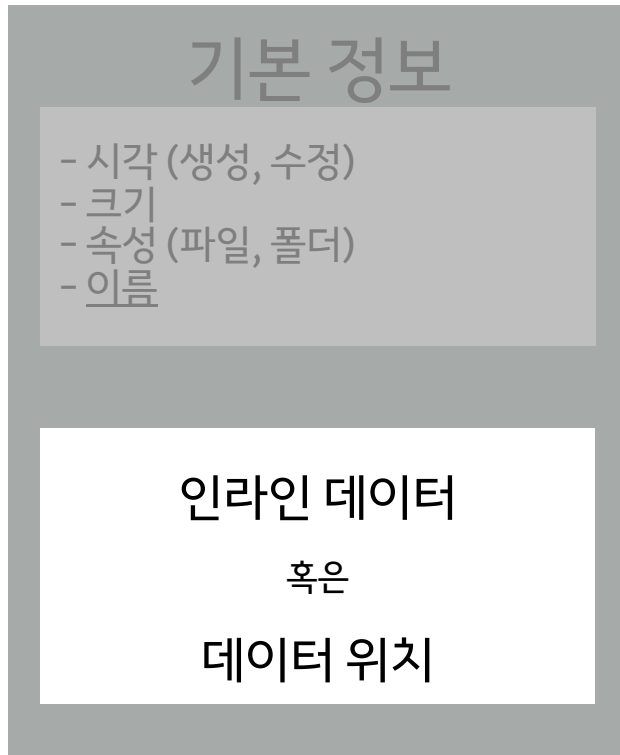 기본 정보
- 시각 (생성, 수정)
- 크기
- 속성 (파일, 폴더)
- 이름
인라인 데이터
혹은
데이터 위치